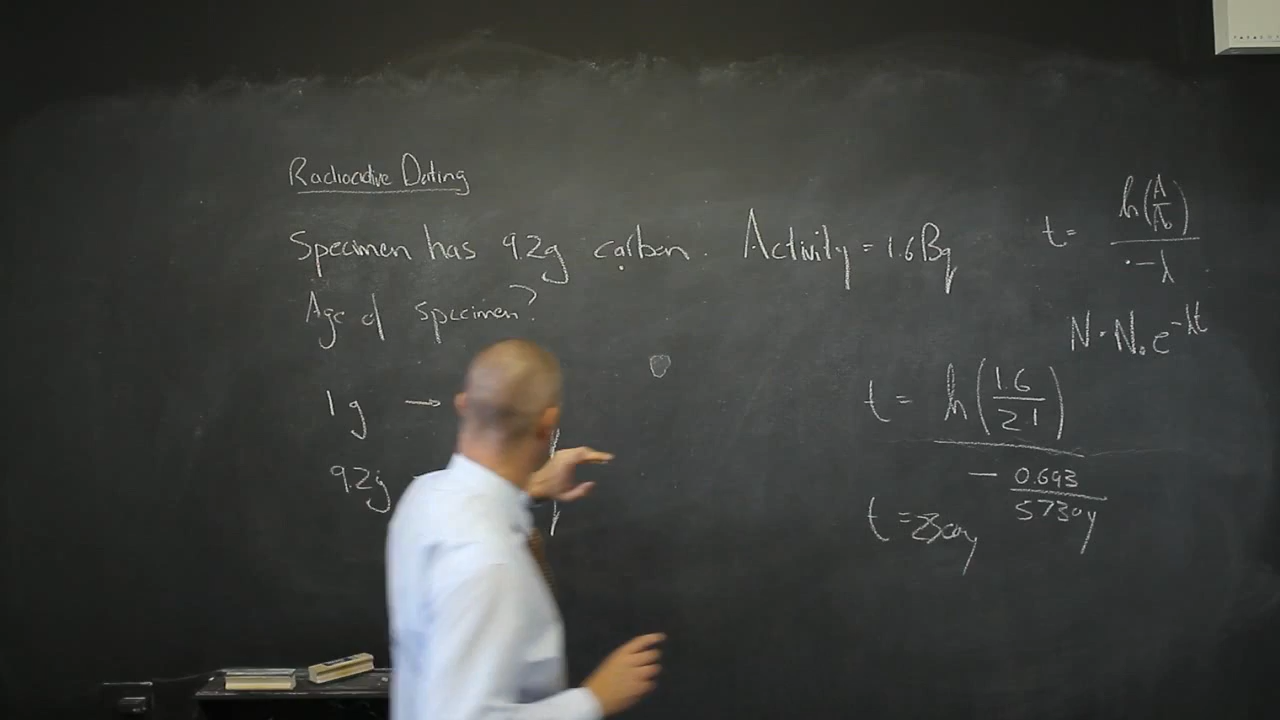 Radioactive Dating
Specimen has 9.2g carbon. Activity = 1.6Bq
Age of specimen?
1g →
9.2g
t = ln(A/A₀) / -λ
N = N₀e^-λt
t = ln(1.6/2.1) / - 0.693/5730y
t =